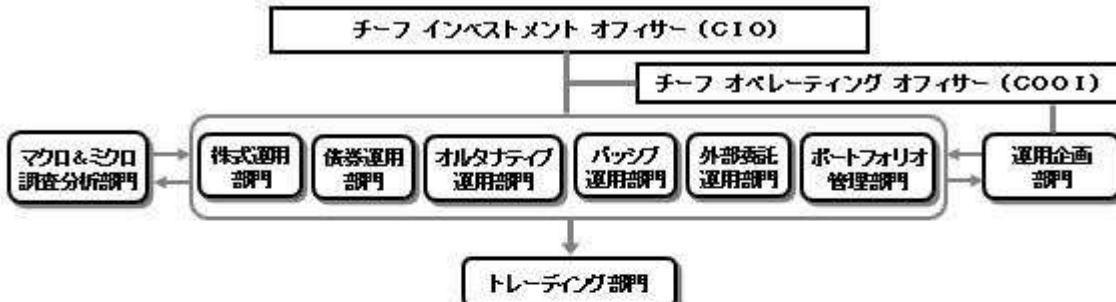 チーフ インベストメント オフィサー (CIO)
チーフ オペレーティング オフィサー (COOI)
マクロ&ミクロ
調査分析部門
株式運用
部門
債券運用
部門
オルタナティブ
運用部門
パッシブ
運用部門
外部委託
運用部門
ポートフォリオ
管理部門
運用企画
部門
トレーディング部門